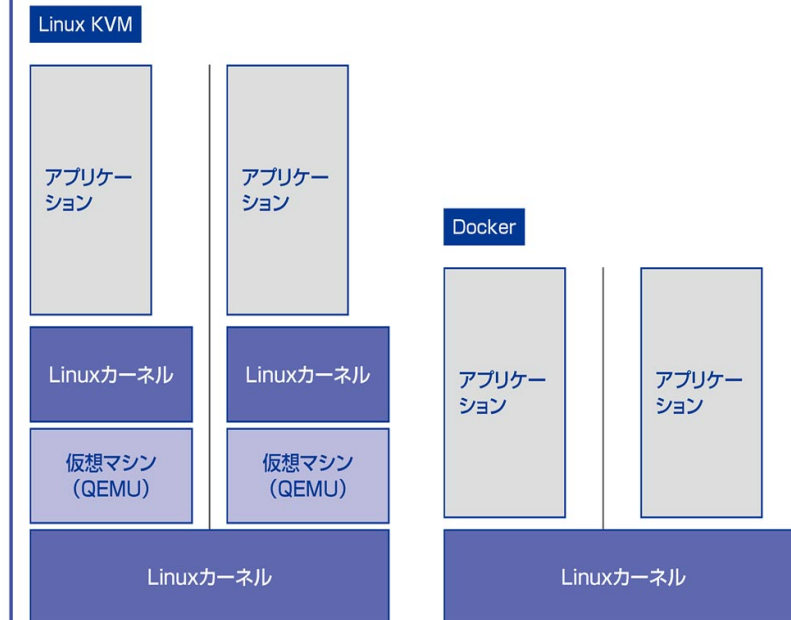 Linux KVM
アプリケー
ション
アプリケー
ション
Linuxカーネル
Linuxカーネル
仮想マシン
（QEMU）
仮想マシン
（QEMU）
Linuxカーネル
Docker
アプリケー
ション
アプリケー
ション
Linuxカーネル